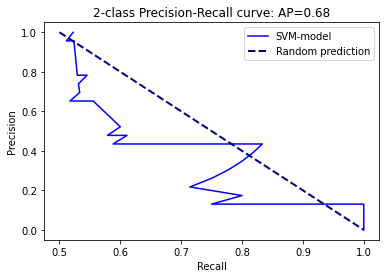 2-class Precision-Recall curve: AP=0.68
SVM-model
Random prediction
Precision
1.0
0.8
0.6
0.4
0.2
0.0
0.5
0.6
0.7
0.8
0.9
1.0
Recall